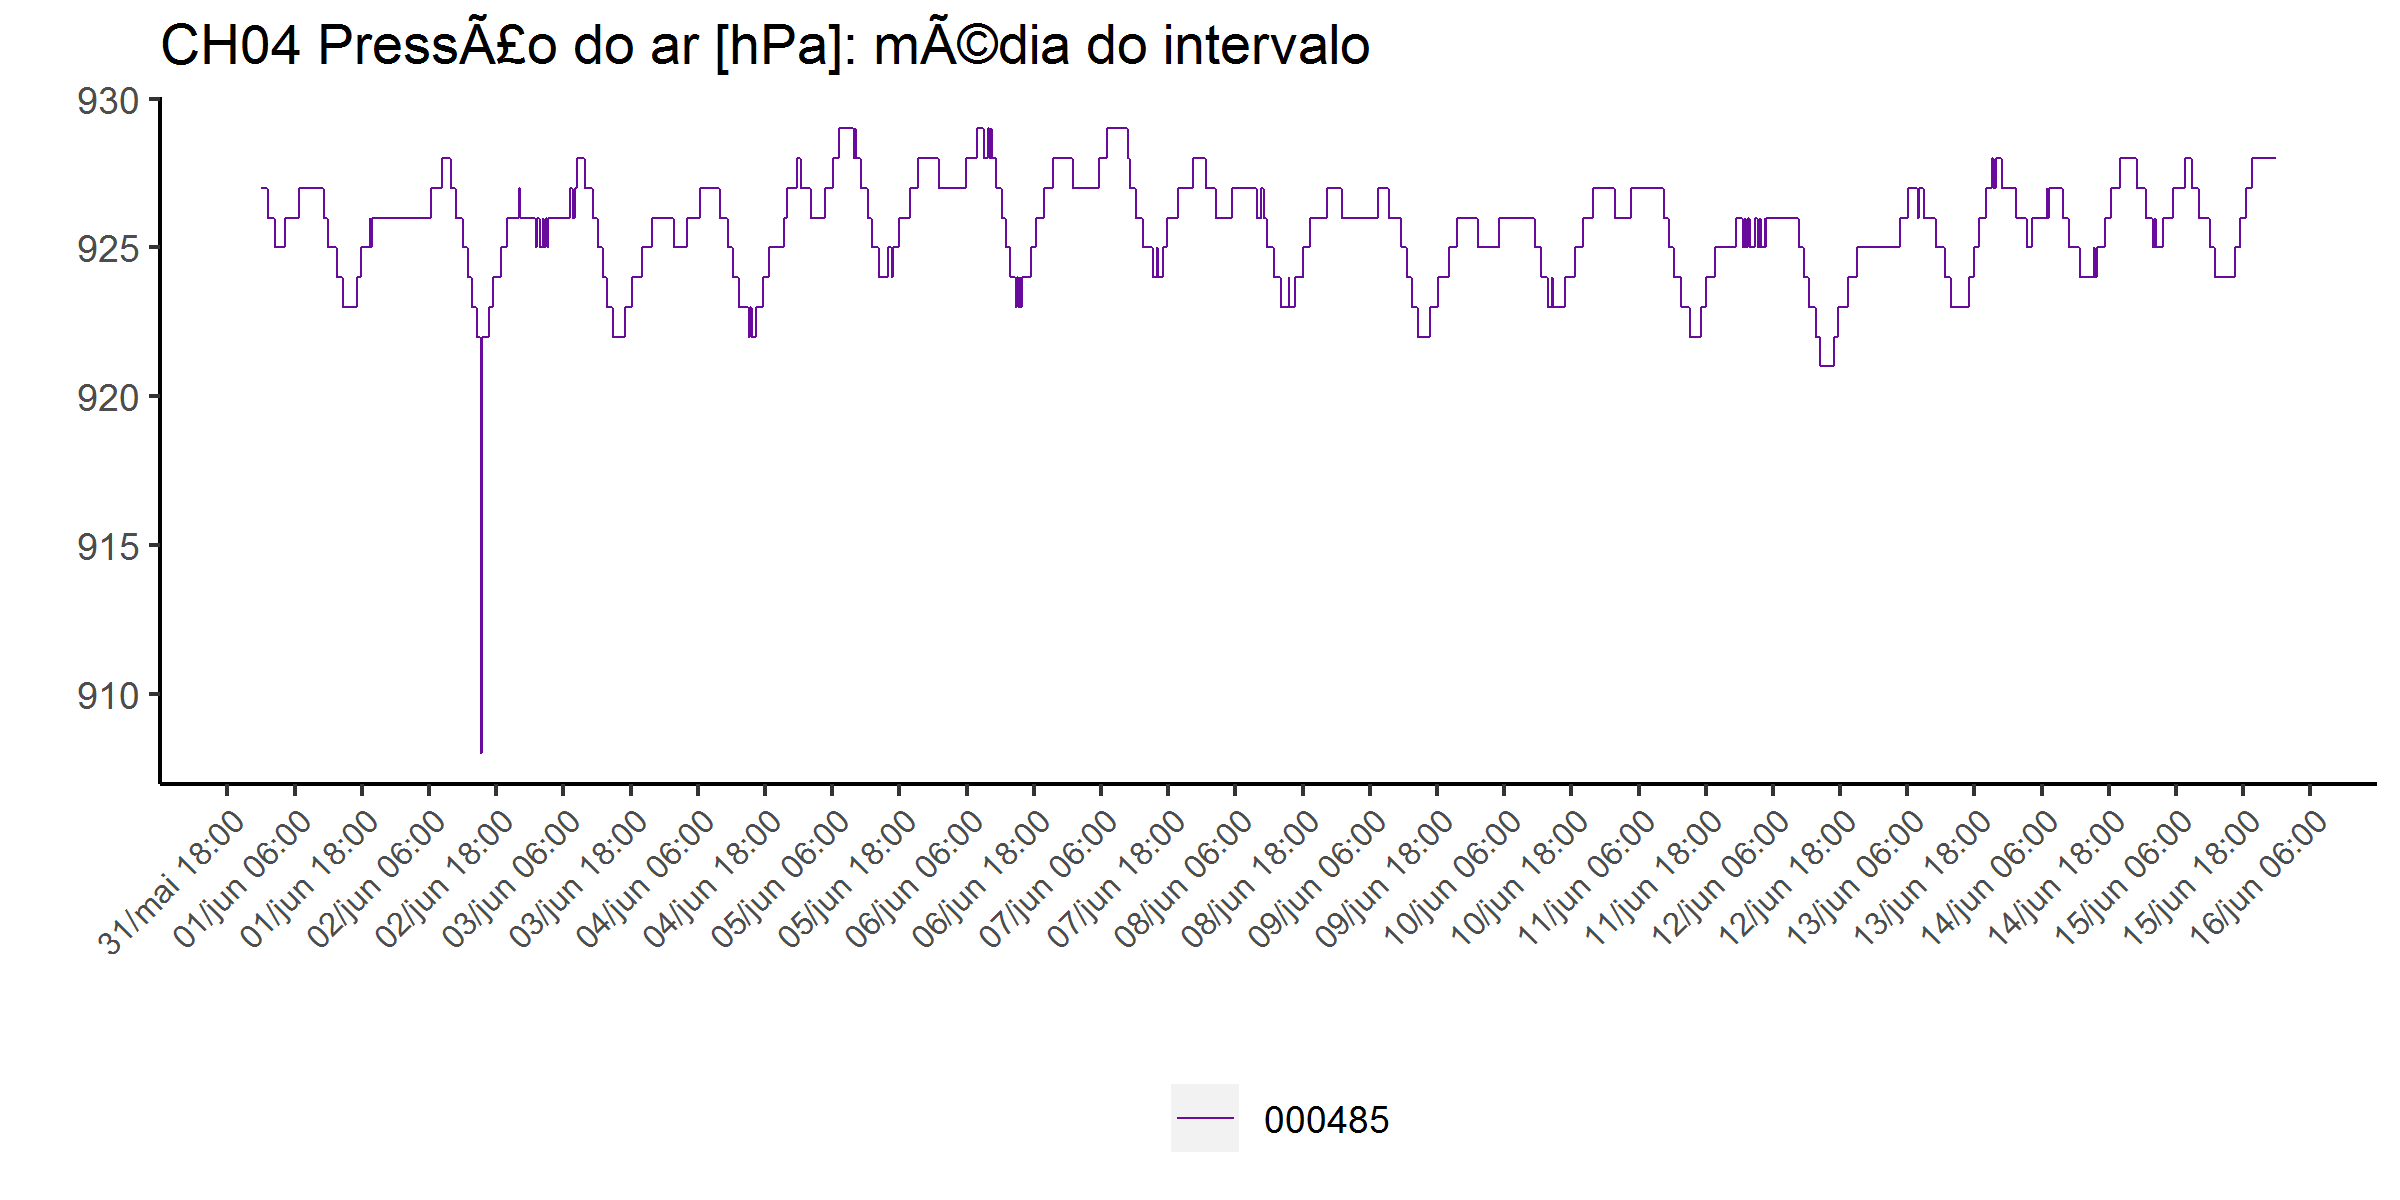 CH04 PressÃ£o do ar [hPa]: mÃ©dia do intervalo
930
925
920
915
910
31/mai 18:00
01/jun 06:00
01/jun 18:00
02/jun 06:00
02/jun 18:00
03/jun 06:00
03/jun 18:00
04/jun 06:00
04/jun 18:00
05/jun 06:00
05/jun 18:00
06/jun 06:00
06/jun 18:00
07/jun 06:00
07/jun 18:00
08/jun 06:00
08/jun 18:00
09/jun 06:00
09/jun 18:00
10/jun 06:00
10/jun 18:00
11/jun 06:00
11/jun 18:00
12/jun 06:00
12/jun 18:00
13/jun 06:00
13/jun 18:00
14/jun 06:00
14/jun 18:00
15/jun 06:00
15/jun 18:00
16/jun 06:00
000485